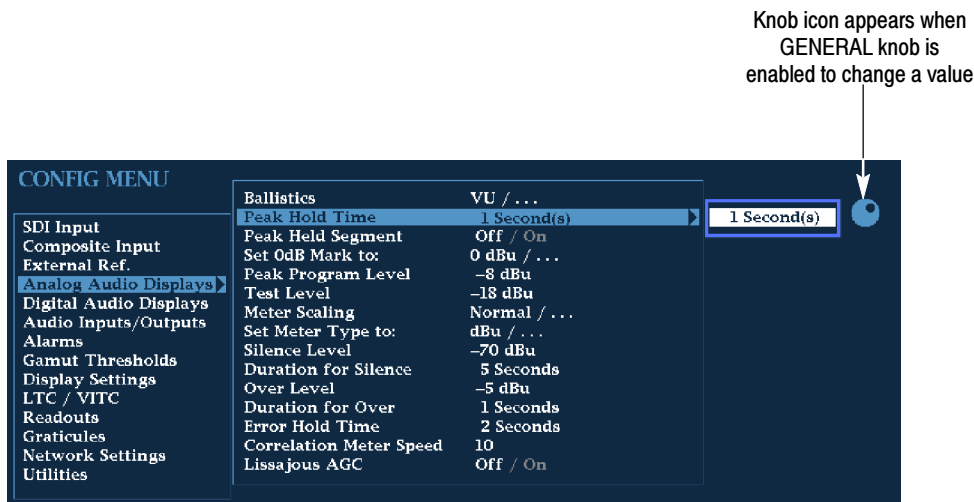 Knob icon appears when
GENERAL knob is
enabled to change a value
CONFIG MENU
SDI Input
Composite Input
External Ref.
Analog Audio Displays
Digital Audio Displays
Audio Inputs/Outputs
Alarms
Gamut Thresholds
Display Settings
LTC / VITC
Readouts
Graticules
Network Settings
Utilities
Ballistics VU / . . .
Peak Hold Time 1 Second(s)
Peak Held Segment Off / On
Set 0dB Mark to: 0 dBu / . . .
Peak Program Level –8 dBu
Test Level –18 dBu
Meter Scaling Normal / . . .
Set Meter Type to: dBu / . . .
Silence Level –70 dBu
Duration for Silence 5 Seconds
Over Level –5 dBu
Duration for Over 1 Seconds
Error Hold Time 2 Seconds
Correlation Meter Speed 10
Lissajous AGC Off / On
1 Second(s)